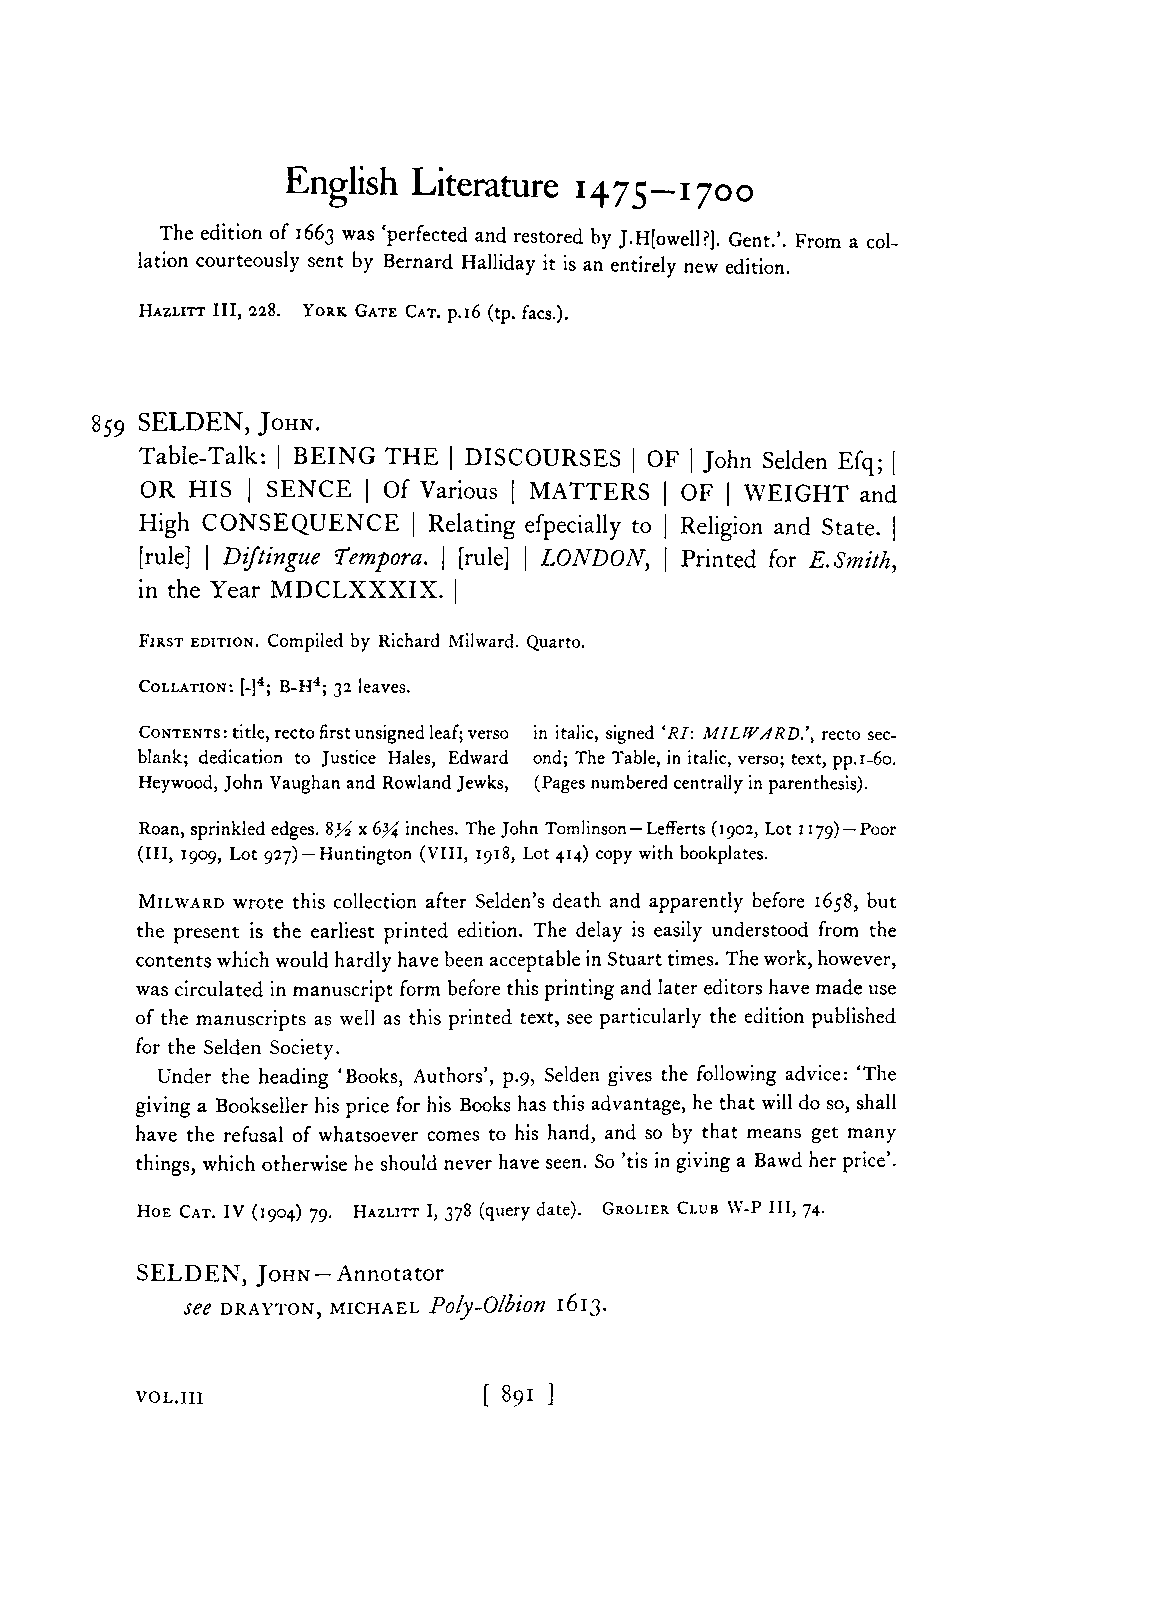 English Literature 1475–1700
The edition of 1663 was ‘perfected and restored by J.H[owell?]. Gent.’. From a col-
lation courteously sent by Bernard Halliday it is an entirely new edition.
Hazlitt III, 228. York Gate Cat. p.16 (tp. facs.).
859 SELDEN, John.
Table-Talk: | BEING THE | DISCOURSES | OF | John Selden Eſq; |
OR HIS | SENCE | Of Various | MATTERS | OF | WEIGHT and
High CONSEQUENCE | Relating eſpecially to | Religion and State. |
[rule] | Diſtingue Tempora. | [rule] | LONDON, | Printed for E.Smith,
in the Year MDCLXXXIX. |
First edition. Compiled by Richard Milward. Quarto.
Collation: [-]⁴; B-H⁴; 32 leaves.
Contents: title, recto first unsigned leaf; verso
blank; dedication to Justice Hales, Edward
Heywood, John Vaughan and Rowland Jewks,
in italic, signed ‘RI: MILWARD.’, recto sec-
ond; The Table, in italic, verso; text, pp.1-60.
(Pages numbered centrally in parenthesis).
Roan, sprinkled edges. 8½ x 6¾ inches. The John Tomlinson—Lefferts (1902, Lot 1179)—Poor
(III, 1909, Lot 927)—Huntington (VIII, 1918, Lot 414) copy with bookplates.
Milward wrote this collection after Selden’s death and apparently before 1658, but
the present is the earliest printed edition. The delay is easily understood from the
contents which would hardly have been acceptable in Stuart times. The work, however,
was circulated in manuscript form before this printing and later editors have made use
of the manuscripts as well as this printed text, see particularly the edition published
for the Selden Society.
Under the heading ‘Books, Authors’, p.9, Selden gives the following advice: ‘The
giving a Bookseller his price for his Books has this advantage, he that will do so, shall
have the refusal of whatsoever comes to his hand, and so by that means get many
things, which otherwise he should never have seen. So ’tis in giving a Bawd her price’.
Hoe Cat. IV (1904) 79. Hazlitt I, 378 (query date). Grolier Club W-P III, 74.
SELDEN, John—Annotator
see DRAYTON, MICHAEL Poly-Olbion 1613.
VOL.III [ 891 ]